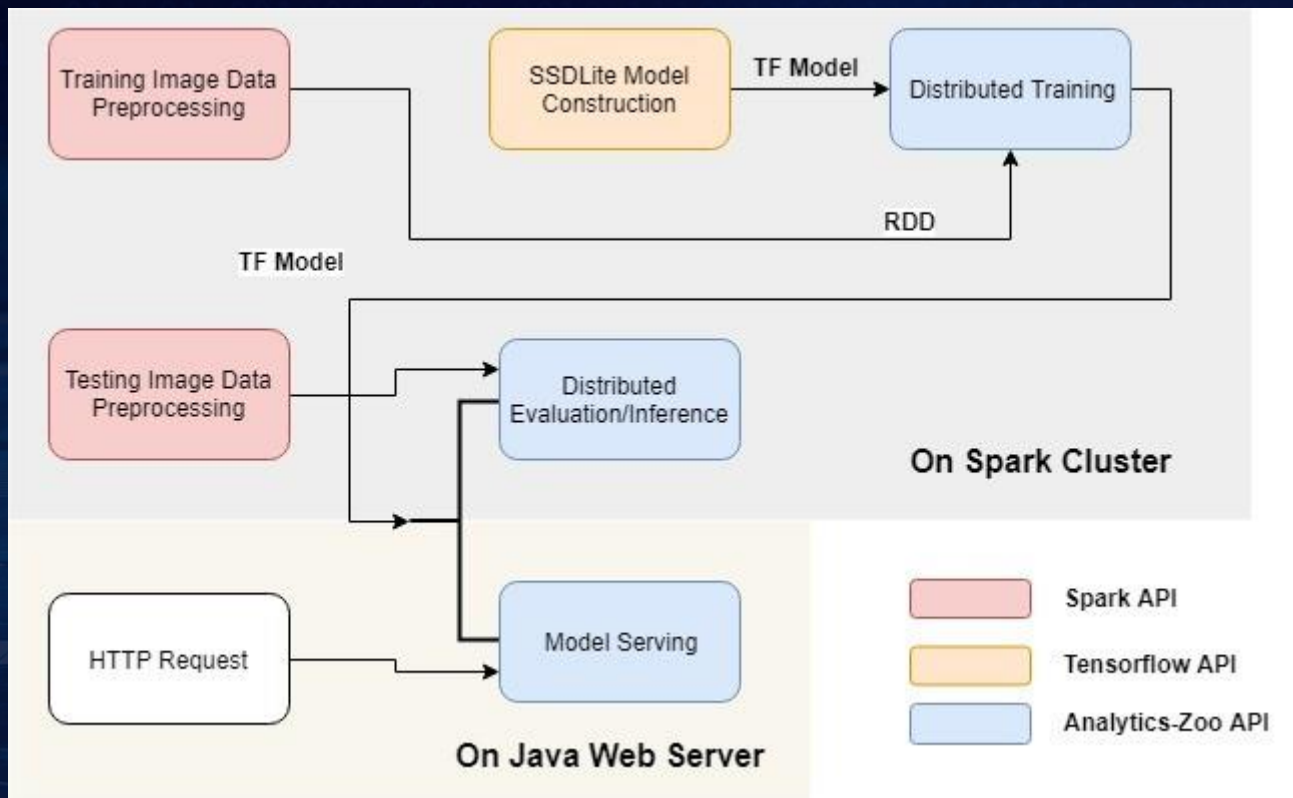 Training Image Data
Preprocessing
SSDLite Model
Construction
TF Model
Distributed Training
RDD
TF Model
Testing Image Data
Preprocessing
Distributed
Evaluation/Inference
On Spark Cluster
HTTP Request
Model Serving
On Java Web Server
Spark API
Tensorflow API
Analytics-Zoo API